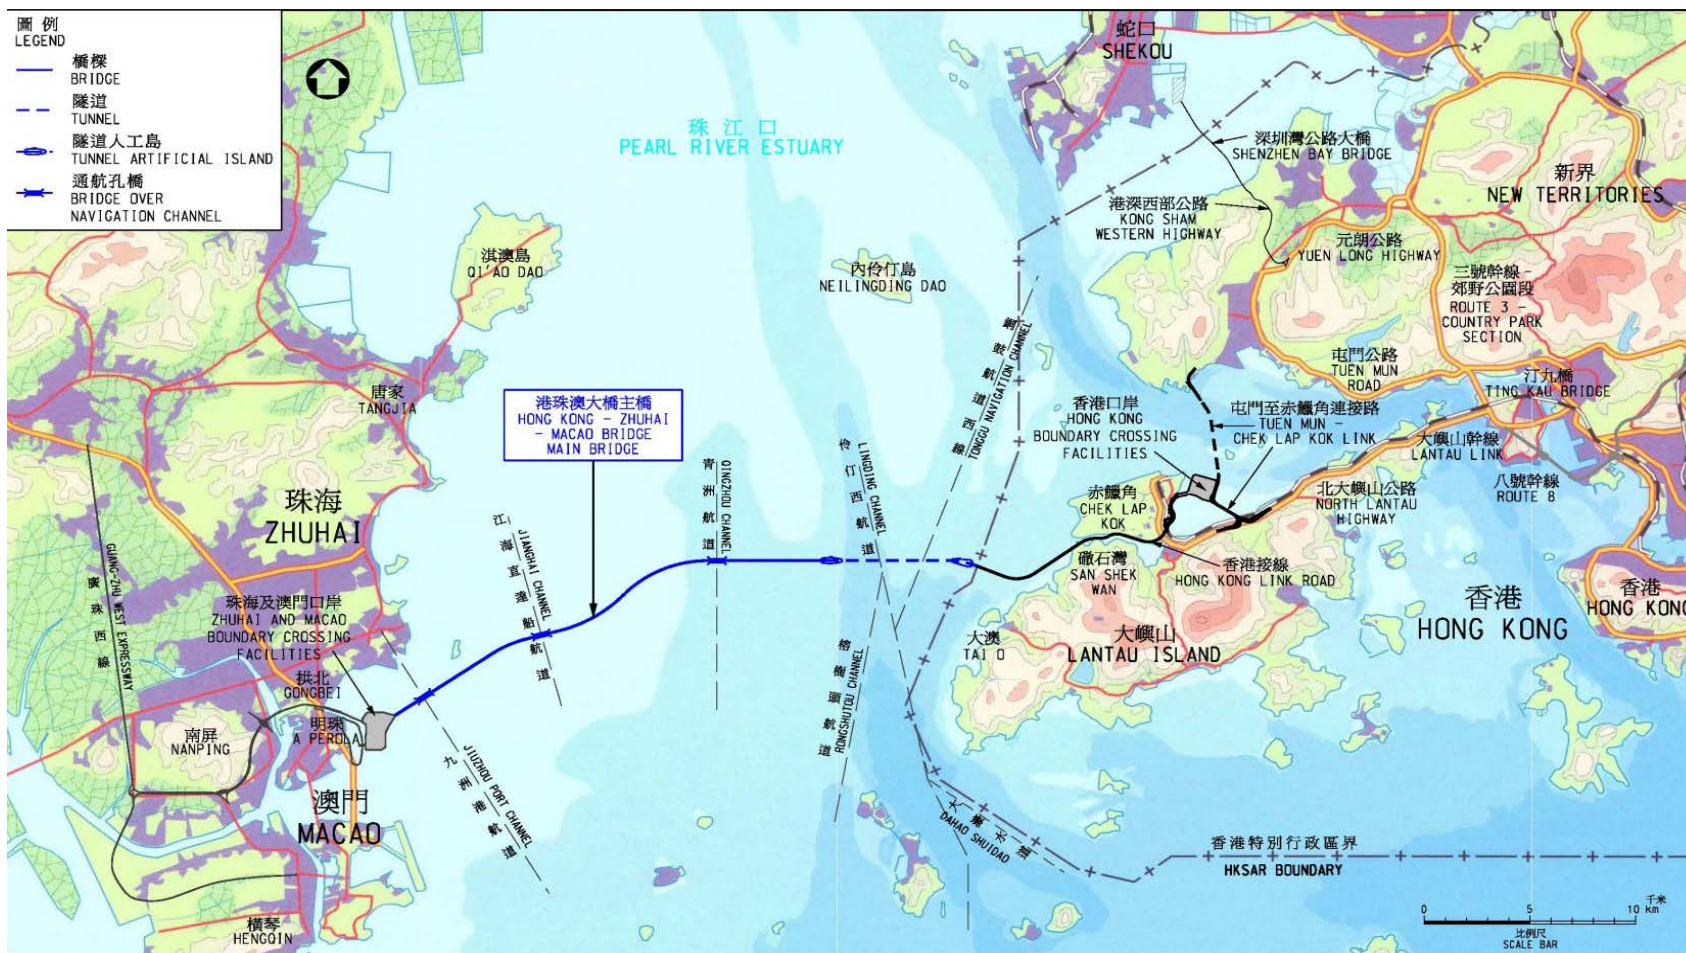 圖例
LEGEND
橋樑
BRIDGE
隧道
TUNNEL
隧道人工島
TUNNEL ARTIFICIAL ISLAND
通航孔橋
BRIDGE OVER
NAVIGATION CHANNEL
珠江口
PEARL RIVER ESTUARY
蛇口
SHEKOU
深圳灣公路大橋
SHENZHEN BAY BRIDGE
新界
NEW TERRITORIES
港深西部公路
KONG SHAM
WESTERN HIGHWAY
元朗公路
YUEN LONG HIGHWAY
三號幹線 -
郊野公園段
ROUTE 3 -
COUNTRY PARK
SECTION
淇澳島
QI'AO DAO
內伶仃島
NEILINGDING DAO
銅鼓航道西線
TONGGU NAVIGATION CHANNEL
屯門公路
TUEN MUN
ROAD
汀九橋
TING KAU BRIDGE
唐家
TANGJIA
港珠澳大橋主橋
HONG KONG - ZHUHAI
- MACAO BRIDGE
MAIN BRIDGE
香港口岸
HONG KONG
BOUNDARY CROSSING
FACILITIES
屯門至赤鱲角連接路
TUEN MUN -
CHEK LAP KOK LINK
大嶼山幹線
LANTAU LINK
八號幹線
ROUTE 8
青洲航道
QINGZHOU CHANNEL
伶仃西航道
LINGDING CHANNEL
珠海
ZHUHAI
赤鱲角
CHEK LAP
KOK
北大嶼山公路
NORTH LANTAU
HIGHWAY
江海直達船航道
JIANGHAI CHANNEL
廣珠西線
GUANG-ZHU WEST EXPRESSWAY
䃟石灣
SAN SHEK
WAN
香港接線
HONG KONG LINK ROAD
香港
HONG KONG
香港
HONG KONG
珠海及澳門口岸
ZHUHAI AND MACAO
BOUNDARY CROSSING
FACILITIES
大澳
TAI O
大嶼山
LANTAU ISLAND
拱北
GONGBEI
榕樹頭航道
RONGSHUTOU CHANNEL
南屏
NANPING
明珠
A PEROLA
九洲港航道
JIUZHOU PORT CHANNEL
澳門
MACAO
大濠水道
DAHAO SHUIDAO
香港特別行政區界
HKSAR BOUNDARY
橫琴
HENGQIN
千米
0 5 10 km
比例尺
SCALE BAR